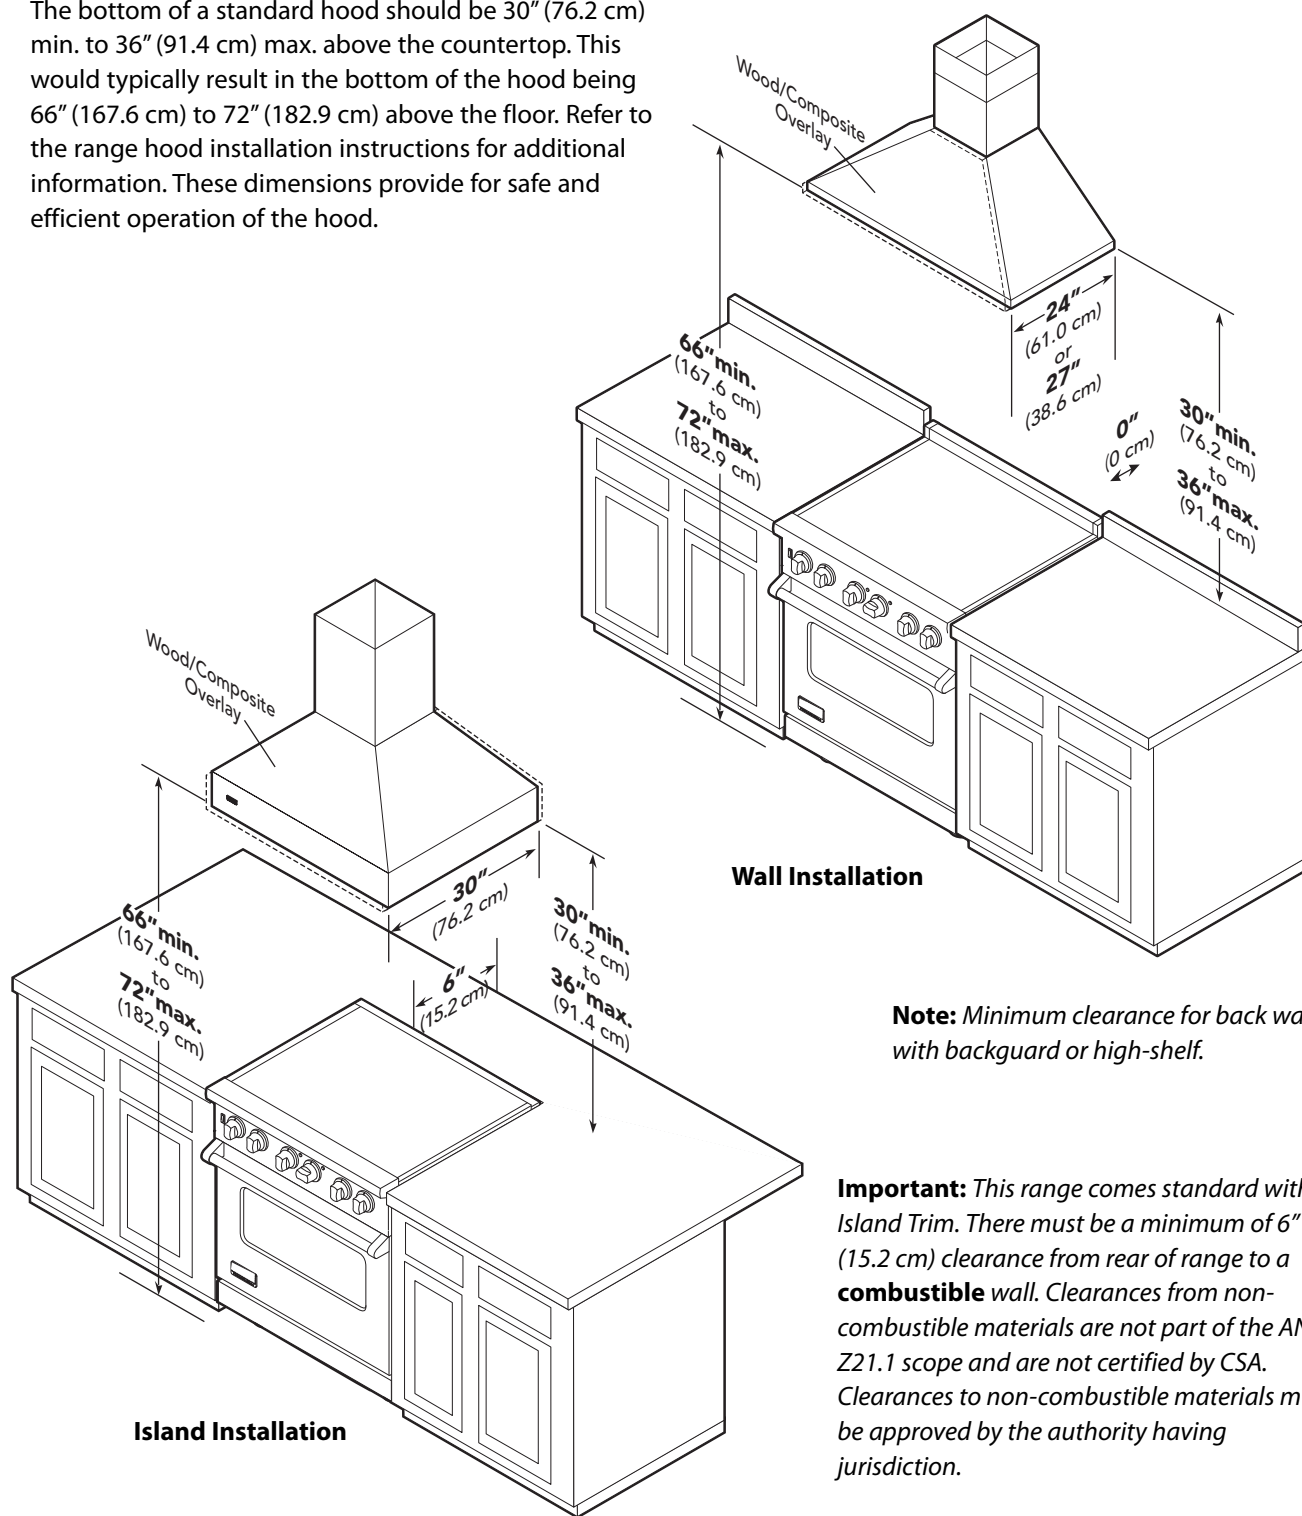 The bottom of a standard hood should be 30" (76.2 cm)
min. to 36" (91.4 cm) max. above the countertop. This
would typically result in the bottom of the hood being
66" (167.6 cm) to 72" (182.9 cm) above the floor. Refer to
the range hood installation instructions for additional
information. These dimensions provide for safe and
efficient operation of the hood.
Wood/Composite
Overlay
66" min.
(167.6 cm)
to
72" max.
(182.9 cm)
24"
(61.0 cm)
or
27"
(38.6 cm)
0"
(0 cm)
30" min.
(76.2 cm)
to
36" max.
(91.4 cm)
Wall Installation
Wood/Composite
Overlay
66" min.
(167.6 cm)
to
72" max.
(182.9 cm)
30"
(76.2 cm)
6"
(15.2 cm)
30" min.
(76.2 cm)
to
36" max.
(91.4 cm)
Island Installation
Note: Minimum clearance for back
with backguard or high-shelf.
Important: This range comes standard with
Island Trim. There must be a minimum of 6"
(15.2 cm) clearance from rear of range to a
combustible wall. Clearances from non-
combustible materials are not part of the
Z21.1 scope and are not certified by CSA.
Clearances to non-combustible materials
be approved by the authority having
jurisdiction.